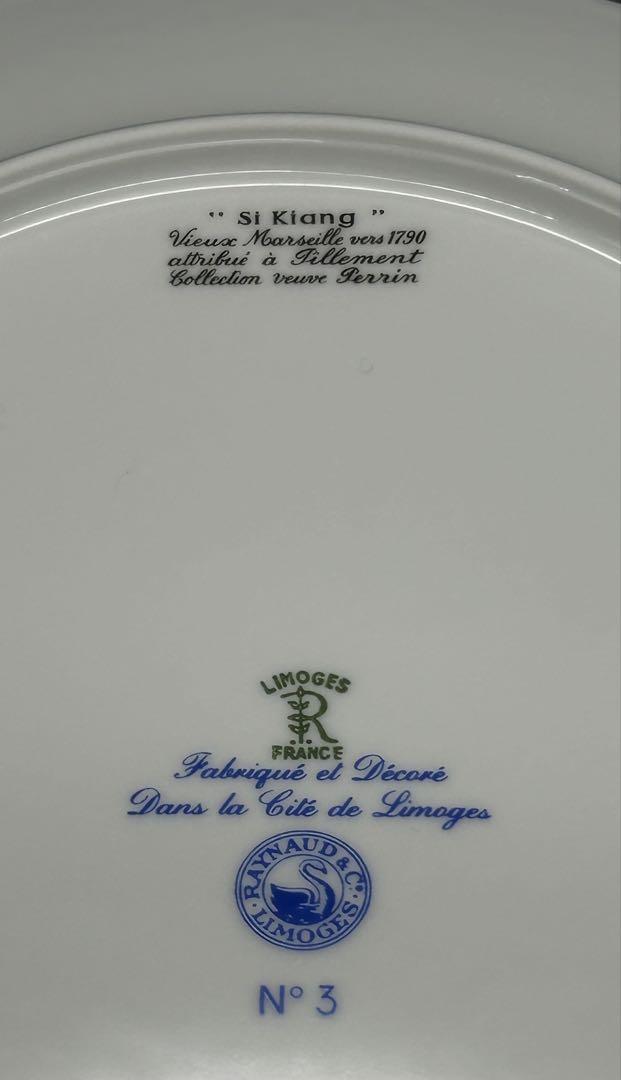 " Si Kiang "
Vieux Marseille vers 1790
attribué à Pillement
Collection veuve Perrin
LIMOGES
R
FRANCE
Fabriqué et Décoré
Dans la Cité de Limoges
RAYNAUD & Cº
LIMOGES
Nº 3